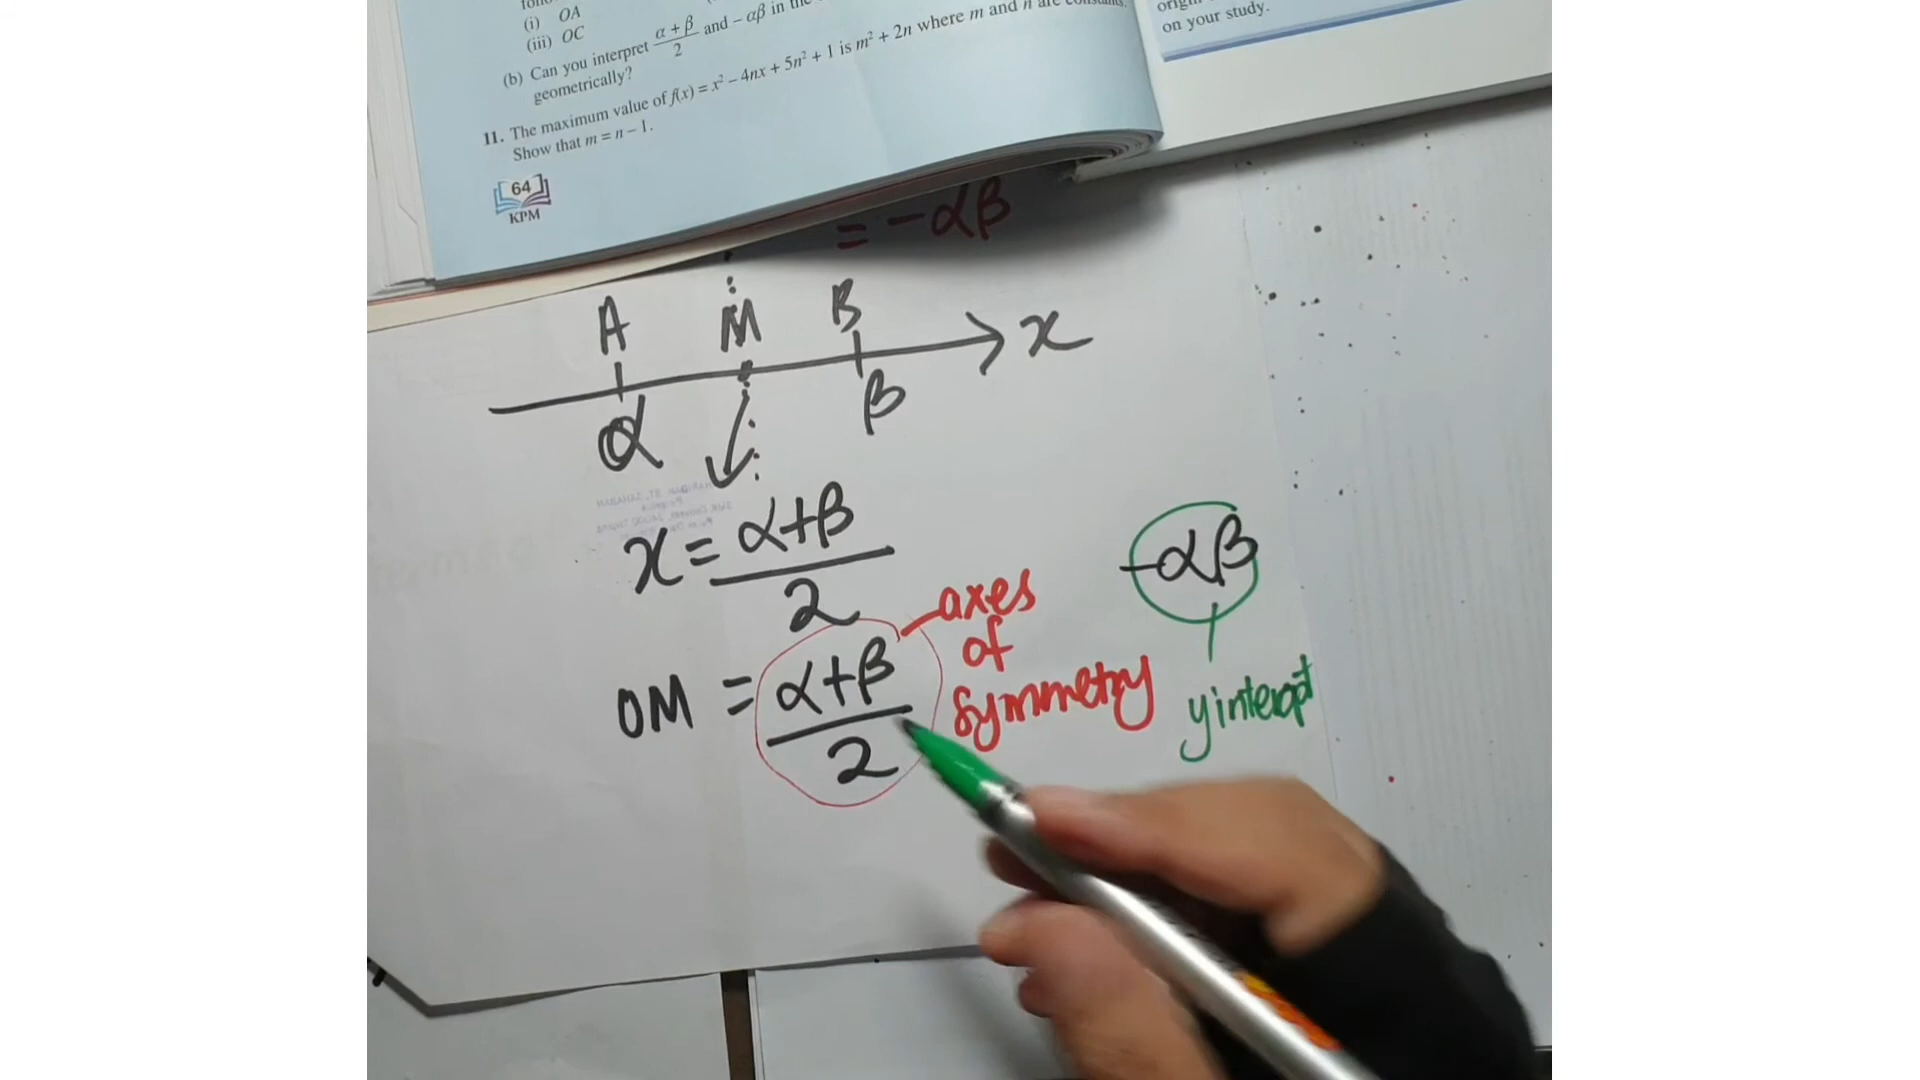 (i) OA
(iii) OC
(b) Can you interpret α + β / 2 and – αβ in the
geometrically?
11. The maximum value of f(x) = x² – 4nx + 5n² + 1 is m² + 2n where m and n are constants.
Show that m = n – 1.
64
KPM
on your study.
= -αβ
A M B
x
α β
x = α+β / 2
OM = α+β / 2
axes
of
symmetry
-αβ
y intercpt